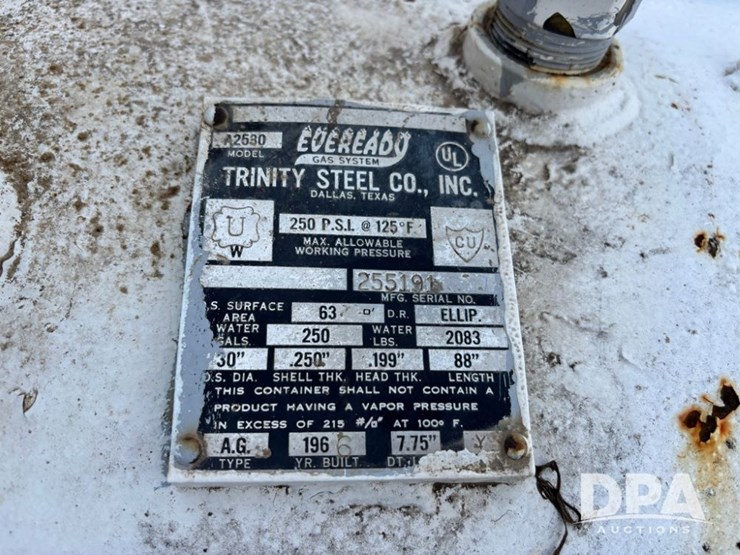 A2580
MODEL
EVEREADY
GAS SYSTEM
UL
TRINITY STEEL CO., INC.
DALLAS, TEXAS
U
W
250 P.S.I. @ 125°F.
MAX. ALLOWABLE
WORKING PRESSURE
CU
255191
MFG. SERIAL NO.
.S. SURFACE
AREA
63
D.R.
ELLIP.
WATER
GALS.
250
WATER
LBS.
2083
30" .250" .199" 88"
O.S. DIA. SHELL THK. HEAD THK. LENGTH
THIS CONTAINER SHALL NOT CONTAIN A
PRODUCT HAVING A VAPOR PRESSURE
IN EXCESS OF 215 #/▫" AT 100° F.
A.G. 1966 7.75" Y
TYPE YR. BUILT DT.
DPA
AUCTIONS